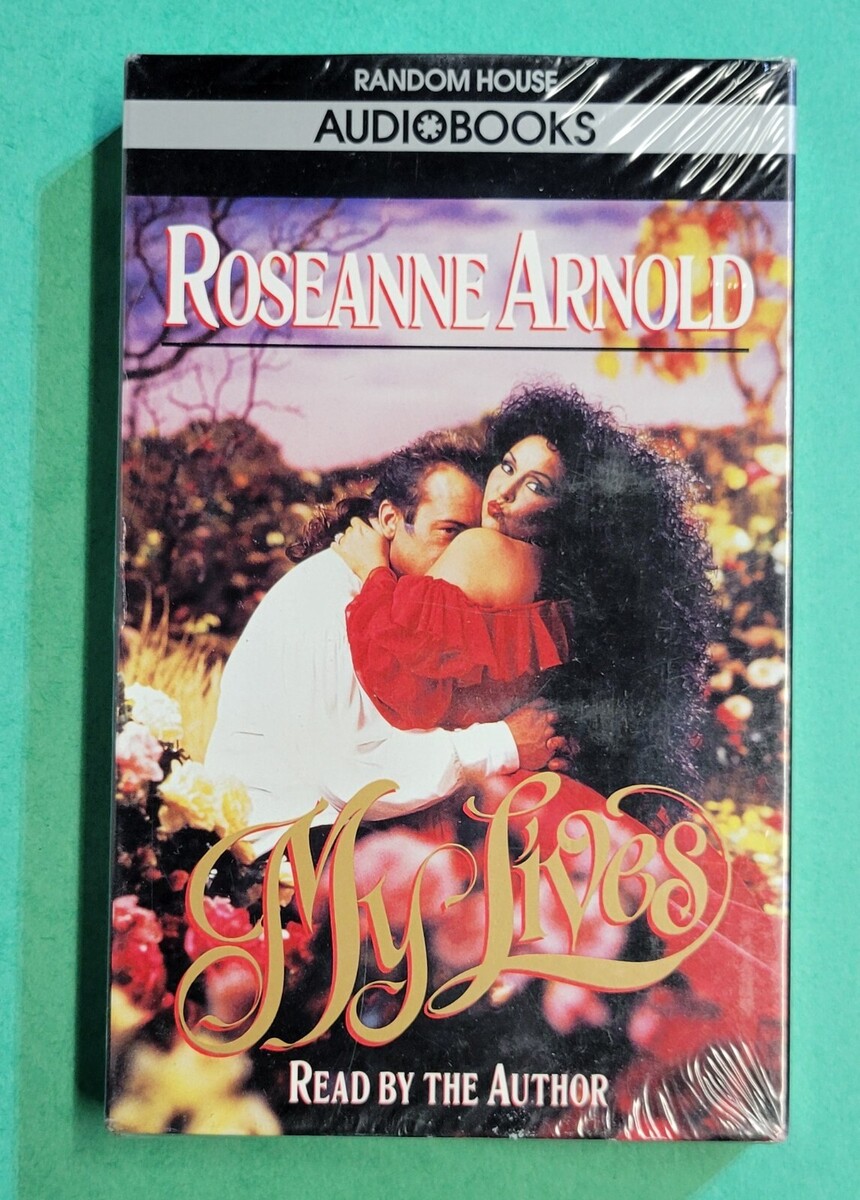 RANDOM HOUSE
AUDIOBOOKS
ROSEANNE ARNOLD
My Lives
READ BY THE AUTHOR